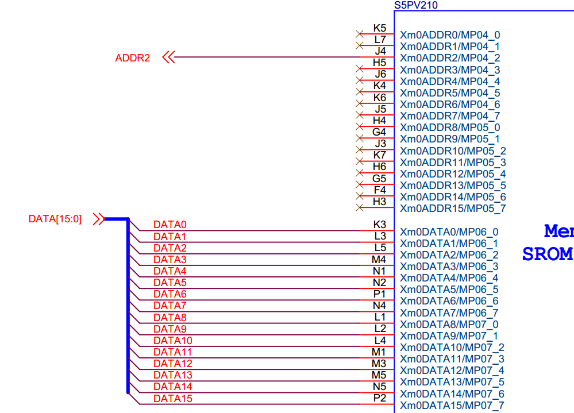 S5PV210
K5 Xm0ADDR0/MP04_0
L7 Xm0ADDR1/MP04_1
ADDR2 J4 Xm0ADDR2/MP04_2
H5 Xm0ADDR3/MP04_3
J6 Xm0ADDR4/MP04_4
K4 Xm0ADDR5/MP04_5
K6 Xm0ADDR6/MP04_6
J5 Xm0ADDR7/MP04_7
H4 Xm0ADDR8/MP05_0
G4 Xm0ADDR9/MP05_1
J3 Xm0ADDR10/MP05_2
K7 Xm0ADDR11/MP05_3
H6 Xm0ADDR12/MP05_4
G5 Xm0ADDR13/MP05_5
F4 Xm0ADDR14/MP05_6
H3 Xm0ADDR15/MP05_7
DATA[15:0]
DATA0 K3 Xm0DATA0/MP06_0
DATA1 L3 Xm0DATA1/MP06_1
DATA2 L5 Xm0DATA2/MP06_2
DATA3 M4 Xm0DATA3/MP06_3
DATA4 N1 Xm0DATA4/MP06_4
DATA5 N2 Xm0DATA5/MP06_5
DATA6 P1 Xm0DATA6/MP06_6
DATA7 N4 Xm0DATA7/MP06_7
DATA8 L1 Xm0DATA8/MP07_0
DATA9 L2 Xm0DATA9/MP07_1
DATA10 L4 Xm0DATA10/MP07_2
DATA11 M1 Xm0DATA11/MP07_3
DATA12 M3 Xm0DATA12/MP07_4
DATA13 M5 Xm0DATA13/MP07_5
DATA14 N5 Xm0DATA14/MP07_6
DATA15 P2 Xm0DATA15/MP07_7
Mem
SROM